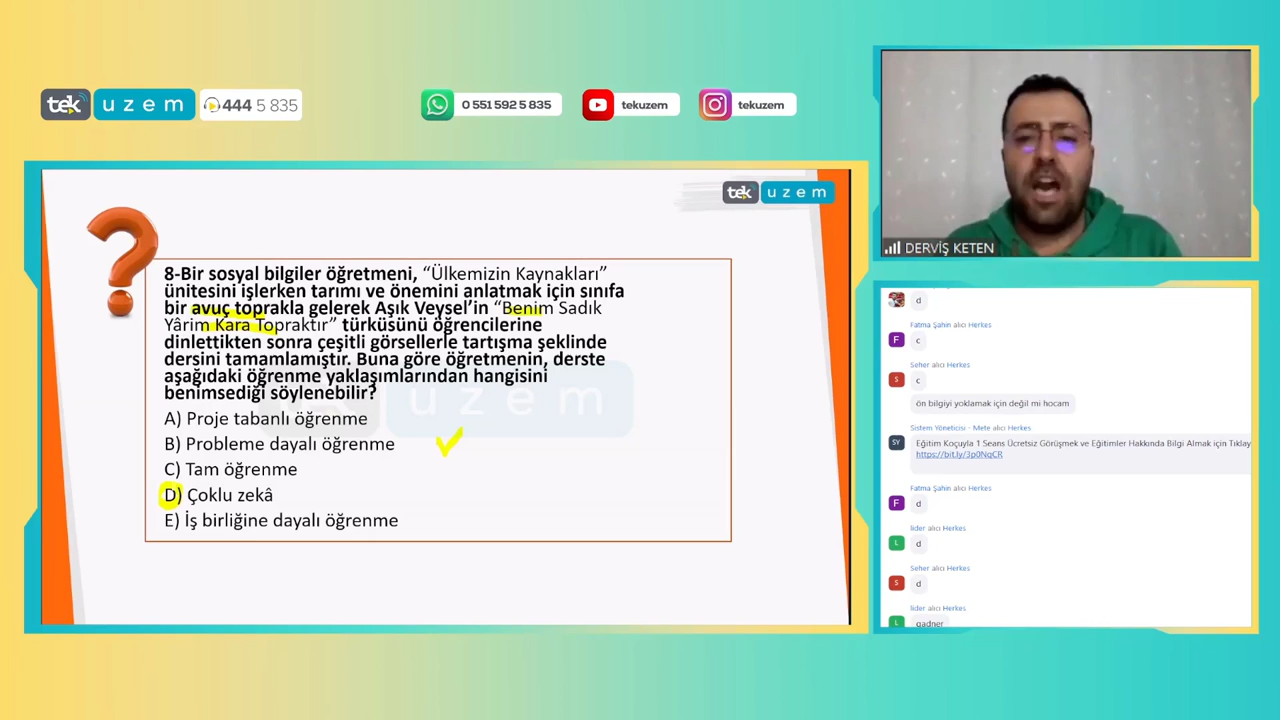 tek uzem 444 5 835
0 551 592 5 835
tekuzem
tekuzem
tek uzem
8-Bir sosyal bilgiler öğretmeni, “Ülkemizin Kaynakları”
ünitesini işlerken tarımı ve önemini anlatmak için sınıfa
bir avuç toprakla gelerek Aşık Veysel’in “Benim Sadık
Yârim Kara Topraktır” türküsünü öğrencilerine
dinlettikten sonra çeşitli görsellerle tartışma şeklinde
dersini tamamlamıştır. Buna göre öğretmenin, derste
aşağıdaki öğrenme yaklaşımlarından hangisini
benimsediği söylenebilir?
A) Proje tabanlı öğrenme
B) Probleme dayalı öğrenme
C) Tam öğrenme
D) Çoklu zekâ
E) İş birliğine dayalı öğrenme
uzem
DERVİŞ KETEN
d
Fatma Şahin alıcı Herkes
F c
Seher alıcı Herkes
S c
ön bilgiyi yoklamak için değil mi hocam
Sistem Yöneticisi - Mete alıcı Herkes
SY Eğitim Koçuyla 1 Seans Ücretsiz Görüşmek ve Eğitimler Hakkında Bilgi Almak için Tıklay
https://bit.ly/3p0NqCR
Fatma Şahin alıcı Herkes
F d
lider alıcı Herkes
L d
Seher alıcı Herkes
S d
lider alıcı Herkes
L gadner